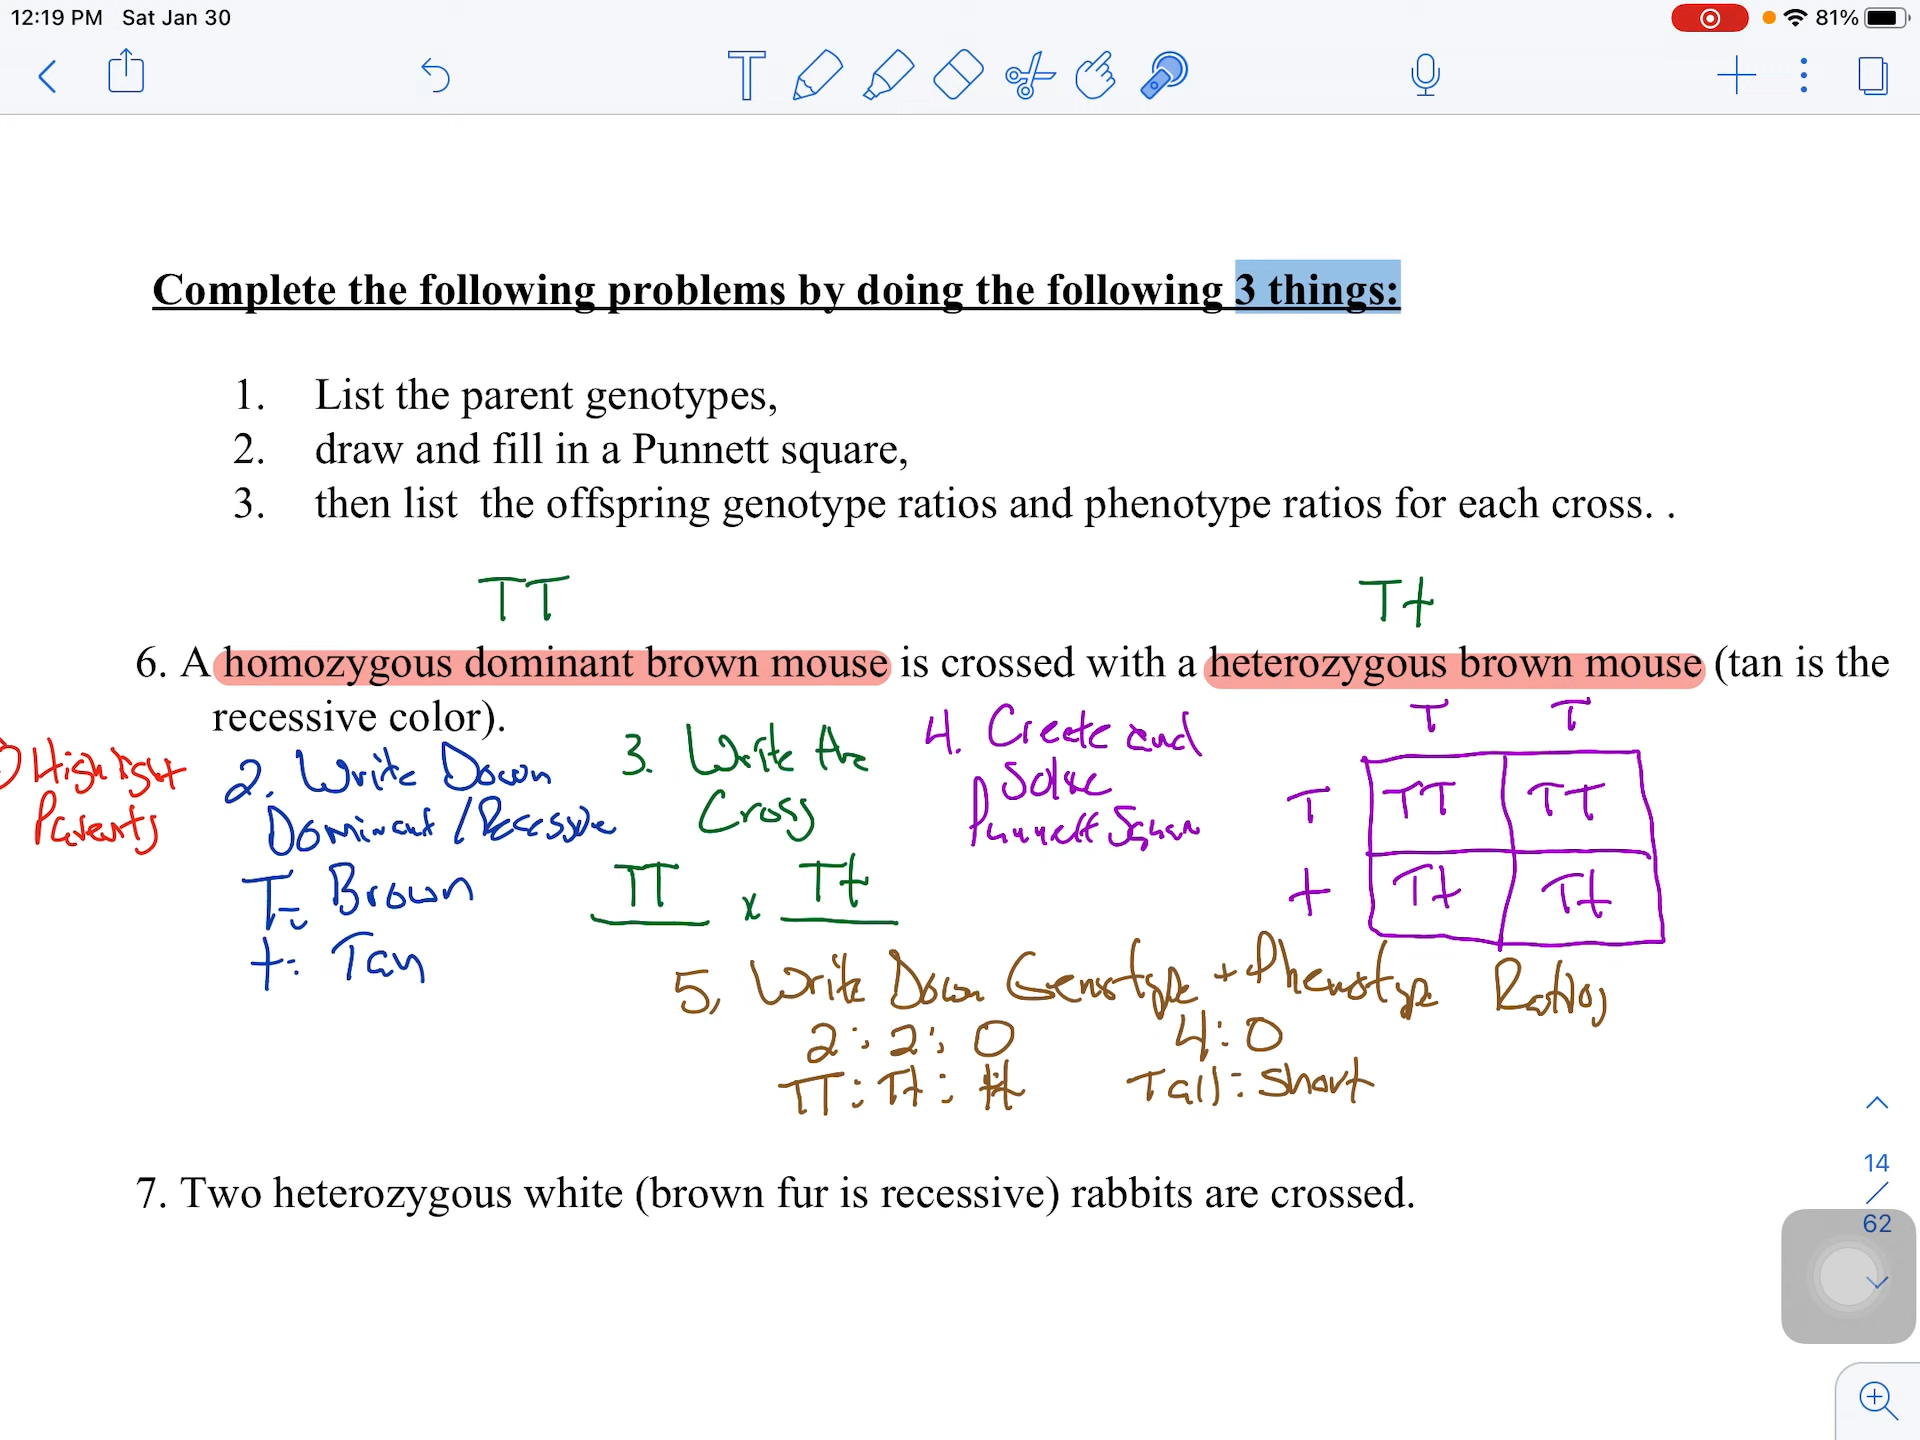 12:19 PM Sat Jan 30
81%
T
Complete the following problems by doing the following 3 things:
1. List the parent genotypes,
2. draw and fill in a Punnett square,
3. then list the offspring genotype ratios and phenotype ratios for each cross. .
TT Tt
6. A homozygous dominant brown mouse is crossed with a heterozygous brown mouse (tan is the
recessive color).
Highlight
Parents
2. Write Down
Dominant / Recessive
T= Brown
t: Tan
3. Write the
Cross
TT x Tt
4. Create and
Solve
Punnett Square
T T
T TT TT
t Tt Tt
5, Write Down Genotype + Phenotype Ratios
2 : 2 : 0 4:0
TT : Tt : tt Tall : Short
7. Two heterozygous white (brown fur is recessive) rabbits are crossed.
14
/
62